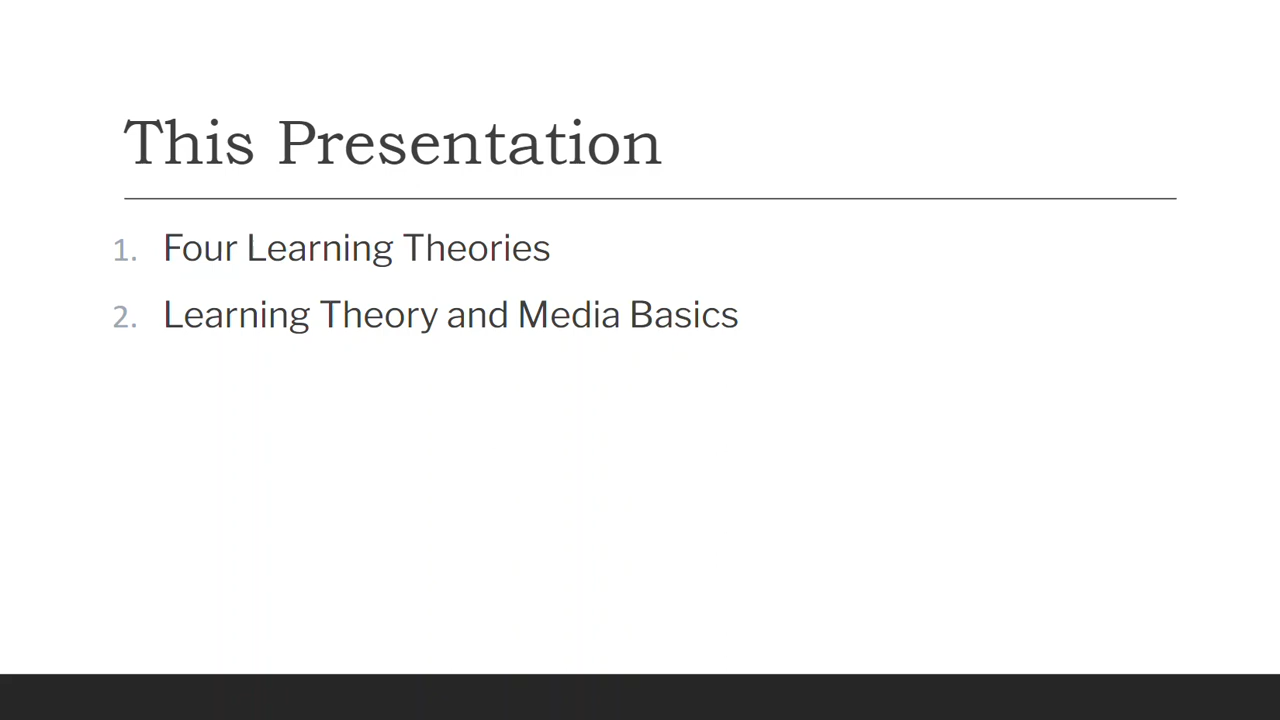 This Presentation
1. Four Learning Theories
2. Learning Theory and Media Basics